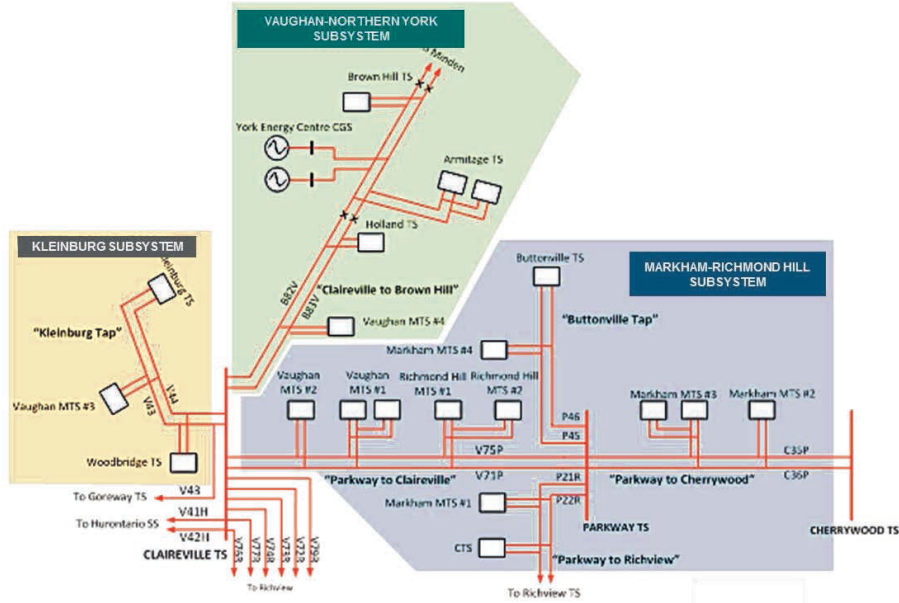 VAUGHAN-NORTHERN YORK
SUBSYSTEM
Minden
Brown Hill TS
York Energy Centre CGS
Armitage TS
Holland TS
KLEINBURG SUBSYSTEM
TS
"Kleinburg Tap"
B82V
B83V
"Claireville to Brown Hill"
Vaughan MTS #4
MARKHAM-RICHMOND HILL
SUBSYSTEM
Buttonville TS
"Buttonville Tap"
Markham MTS #4
Vaughan
MTS #2
Vaughan
MTS #1
Richmond Hill
MTS #1
Richmond Hill
MTS #2
Markham MTS #3
Markham MTS #2
Vaughan MTS #3
V43
V44
P46
P45
Woodbridge TS
V75P
C35P
V71P
C36P
"Parkway to Claireville"
P21R
"Parkway to Cherrywood"
V43
To Goreway TS
Markham MTS #1
P22R
V41H
To Hurontario SS
V42H
PARKWAY TS
CHERRYWOOD TS
CLAIREVILLE TS
V76R
V77R
V74R
V73R
V72R
V79R
CTS
"Parkway to Richview"
To Richview
To Richview TS